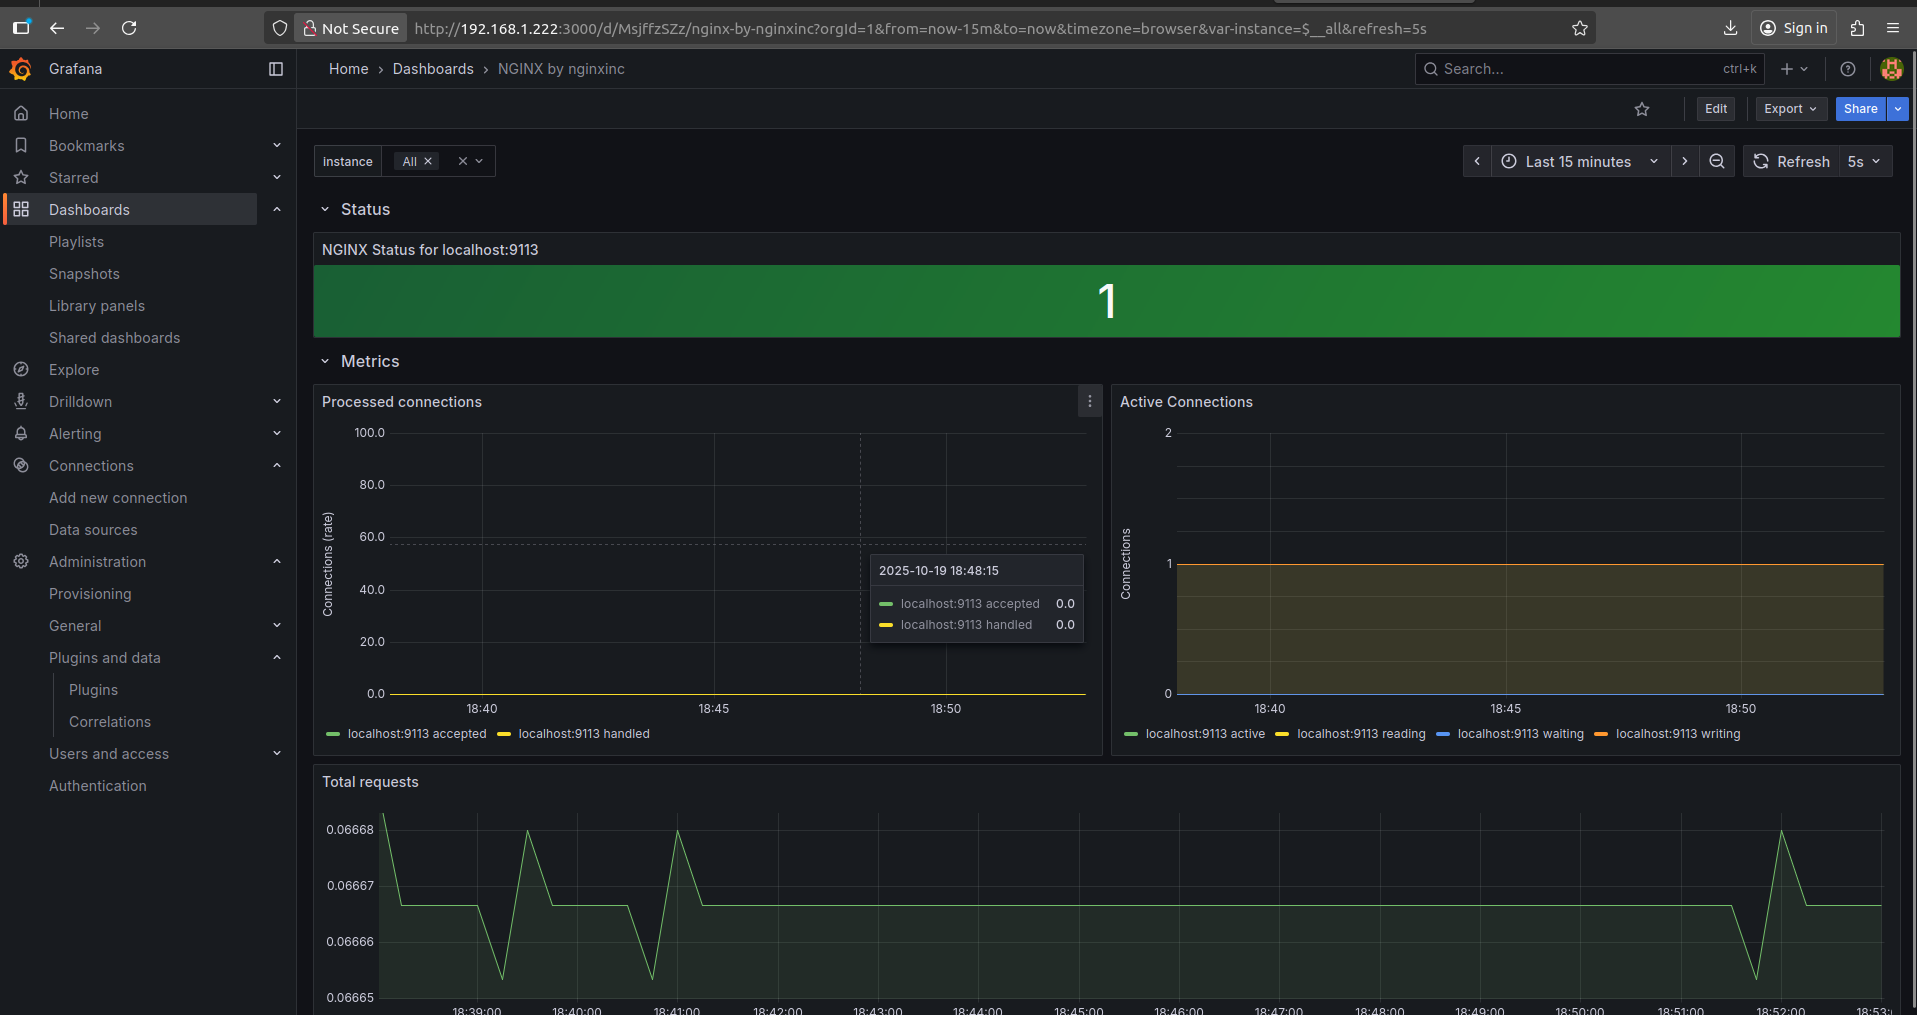 Not Secure http://192.168.1.222:3000/d/MsjffzSZz/nginx-by-nginxinc?orgId=1&from=now-15m&to=now&timezone=browser&var-instance=$__all&refresh=5s Sign in
Grafana
Home › Dashboards › NGINX by nginxinc
Search... ctrl+k
Home
Bookmarks
Starred
Dashboards
Playlists
Snapshots
Library panels
Shared dashboards
Explore
Drilldown
Alerting
Connections
Add new connection
Data sources
Administration
Provisioning
General
Plugins and data
Plugins
Correlations
Users and access
Authentication
Edit Export Share
instance All
Last 15 minutes Refresh 5s
Status
NGINX Status for localhost:9113
1
Metrics
Processed connections
Connections (rate)
100.0
80.0
60.0
40.0
20.0
0.0
18:40 18:45 18:50
2025-10-19 18:48:15
localhost:9113 accepted 0.0
localhost:9113 handled 0.0
localhost:9113 accepted localhost:9113 handled
Active Connections
Connections
2
1
0
18:40 18:45 18:50
localhost:9113 active localhost:9113 reading localhost:9113 waiting localhost:9113 writing
Total requests
0.06668
0.06667
0.06666
0.06665
18:39:00 18:40:00 18:41:00 18:42:00 18:43:00 18:44:00 18:45:00 18:46:00 18:47:00 18:48:00 18:49:00 18:50:00 18:51:00 18:52:00 18:53: